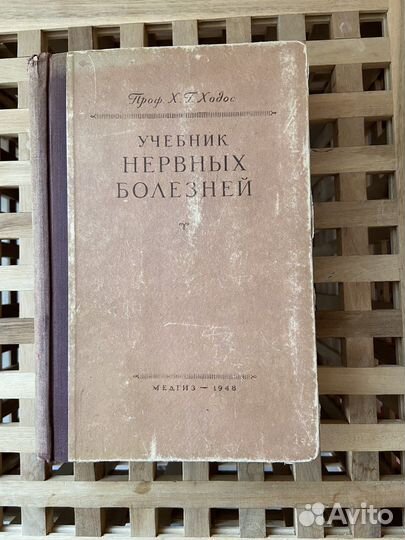 Проф. Х. Г. Ходос
УЧЕБНИК
НЕРВНЫХ
БОЛЕЗНЕЙ
МЕДГИЗ — 1948
Avito